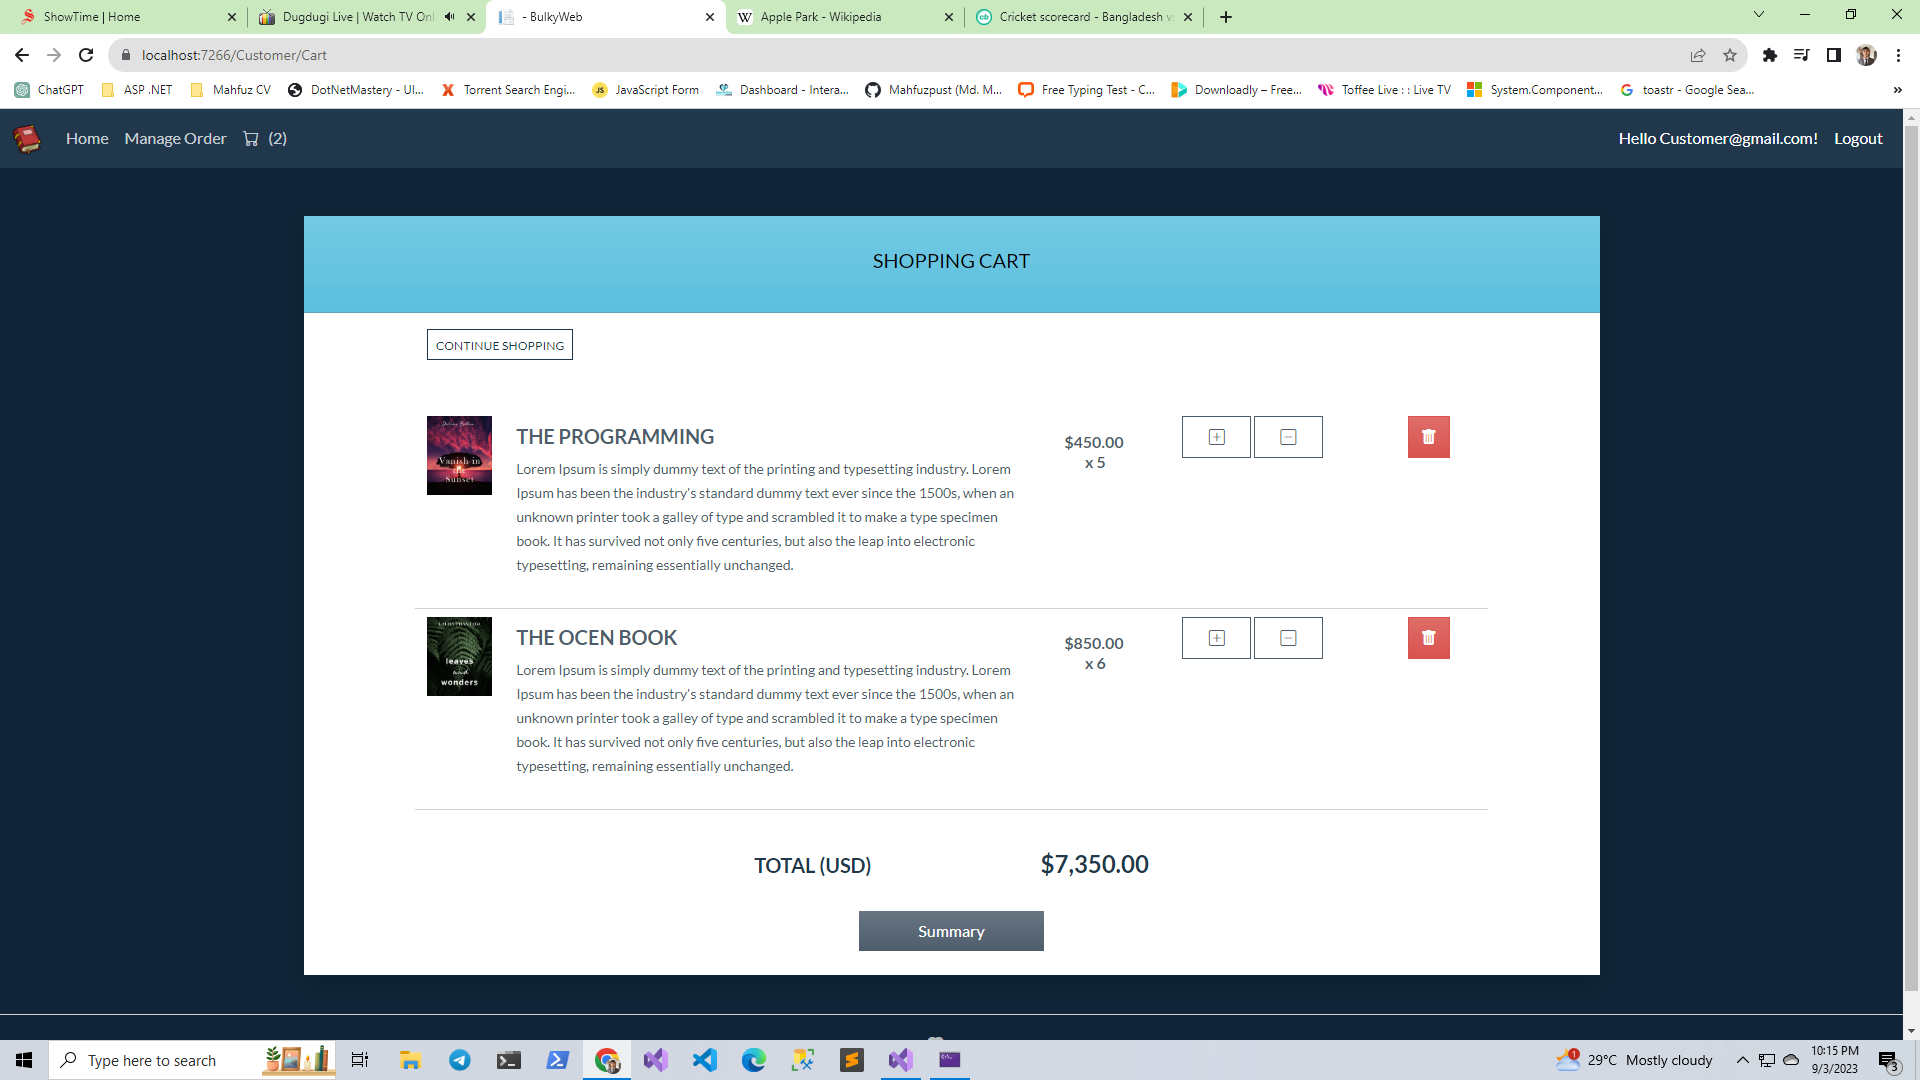 ShowTime | Home
Dugdugi Live | Watch TV Onl
- BulkyWeb
Apple Park - Wikipedia
Cricket scorecard - Bangladesh v
localhost:7266/Customer/Cart
ChatGPT
ASP .NET
Mahfuz CV
DotNetMastery - UI...
Torrent Search Engi...
JS JavaScript Form
Dashboard - Intera...
Mahfuzpust (Md. M...
Free Typing Test - C...
Downloadly – Free...
Toffee Live : : Live TV
System.Component...
toastr - Google Sea...
»
Home
Manage Order
(2)
Hello Customer@gmail.com!
Logout
SHOPPING CART
CONTINUE SHOPPING
Vanish in
the
Sunset
THE PROGRAMMING
Lorem Ipsum is simply dummy text of the printing and typesetting industry. Lorem
Ipsum has been the industry's standard dummy text ever since the 1500s, when an
unknown printer took a galley of type and scrambled it to make a type specimen
book. It has survived not only five centuries, but also the leap into electronic
typesetting, remaining essentially unchanged.
$450.00
x 5
leaves
and
wonders
THE OCEN BOOK
Lorem Ipsum is simply dummy text of the printing and typesetting industry. Lorem
Ipsum has been the industry's standard dummy text ever since the 1500s, when an
unknown printer took a galley of type and scrambled it to make a type specimen
book. It has survived not only five centuries, but also the leap into electronic
typesetting, remaining essentially unchanged.
$850.00
x 6
TOTAL (USD)
$7,350.00
Summary
Type here to search
1
29°C Mostly cloudy
10:15 PM
9/3/2023
3